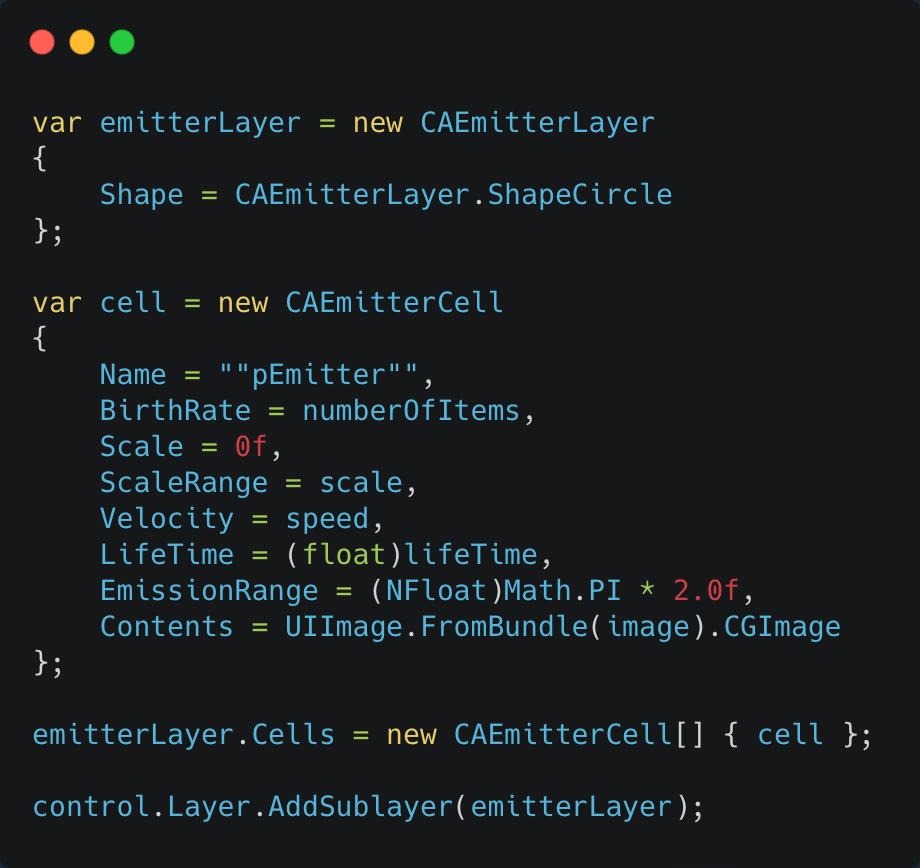 var emitterLayer = new CAEmitterLayer
{
    Shape = CAEmitterLayer.ShapeCircle
};
var cell = new CAEmitterCell
{
    Name = ""pEmitter"",
    BirthRate = numberOfItems,
    Scale = 0f,
    ScaleRange = scale,
    Velocity = speed,
    LifeTime = (float)lifeTime,
    EmissionRange = (NFloat)Math.PI * 2.0f,
    Contents = UIImage.FromBundle(image).CGImage
};
emitterLayer.Cells = new CAEmitterCell[] { cell };
control.Layer.AddSublayer(emitterLayer);